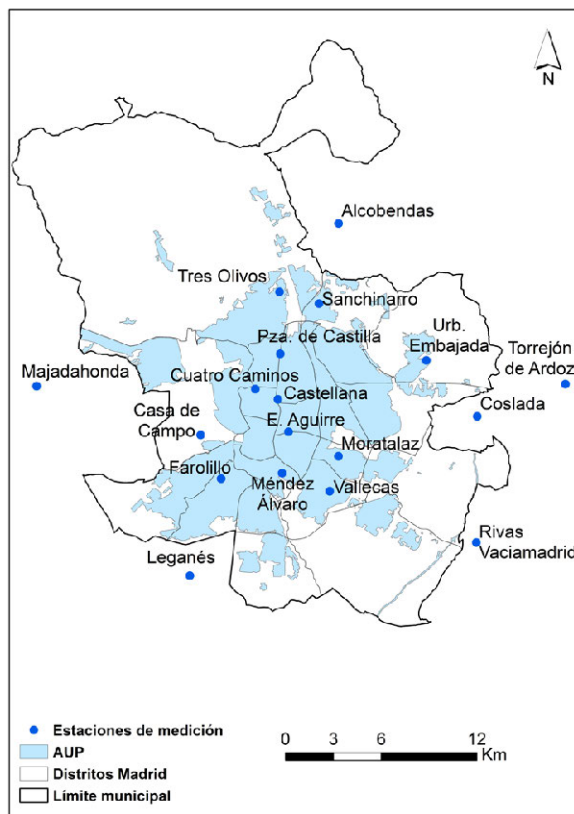 N
Alcobendas
Tres Olivos
Sanchinarro
Pza. de Castilla
Urb.
Embajada
Torrejón
de Ardoz
Majadahonda
Cuatro Caminos
Castellana
Coslada
Casa de
Campo
E. Aguirre
Moratalaz
Farolillo
Méndez
Álvaro
Vallecas
Rivas
Vaciamadrid
Leganés
Estaciones de medición
AUP
Distritos Madrid
Límite municipal
0 3 6 12
Km